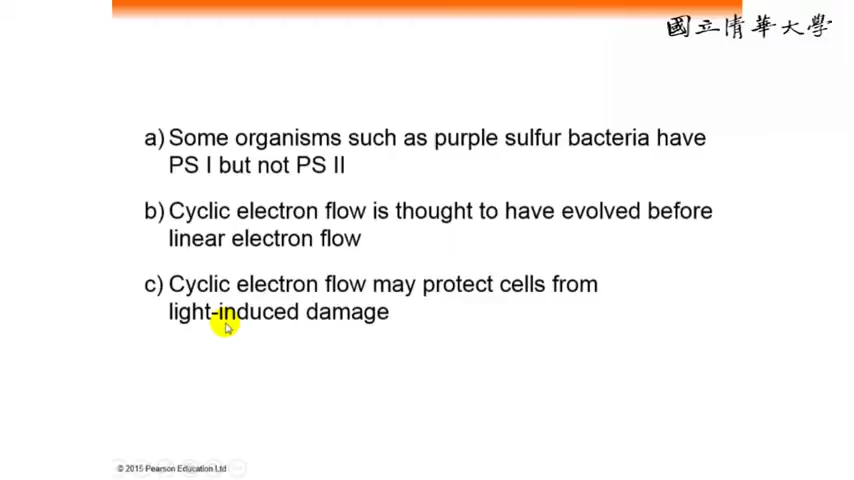 國立清華大學
a) Some organisms such as purple sulfur bacteria have
PS I but not PS II
b) Cyclic electron flow is thought to have evolved before
linear electron flow
c) Cyclic electron flow may protect cells from
light-induced damage
© 2015 Pearson Education Ltd